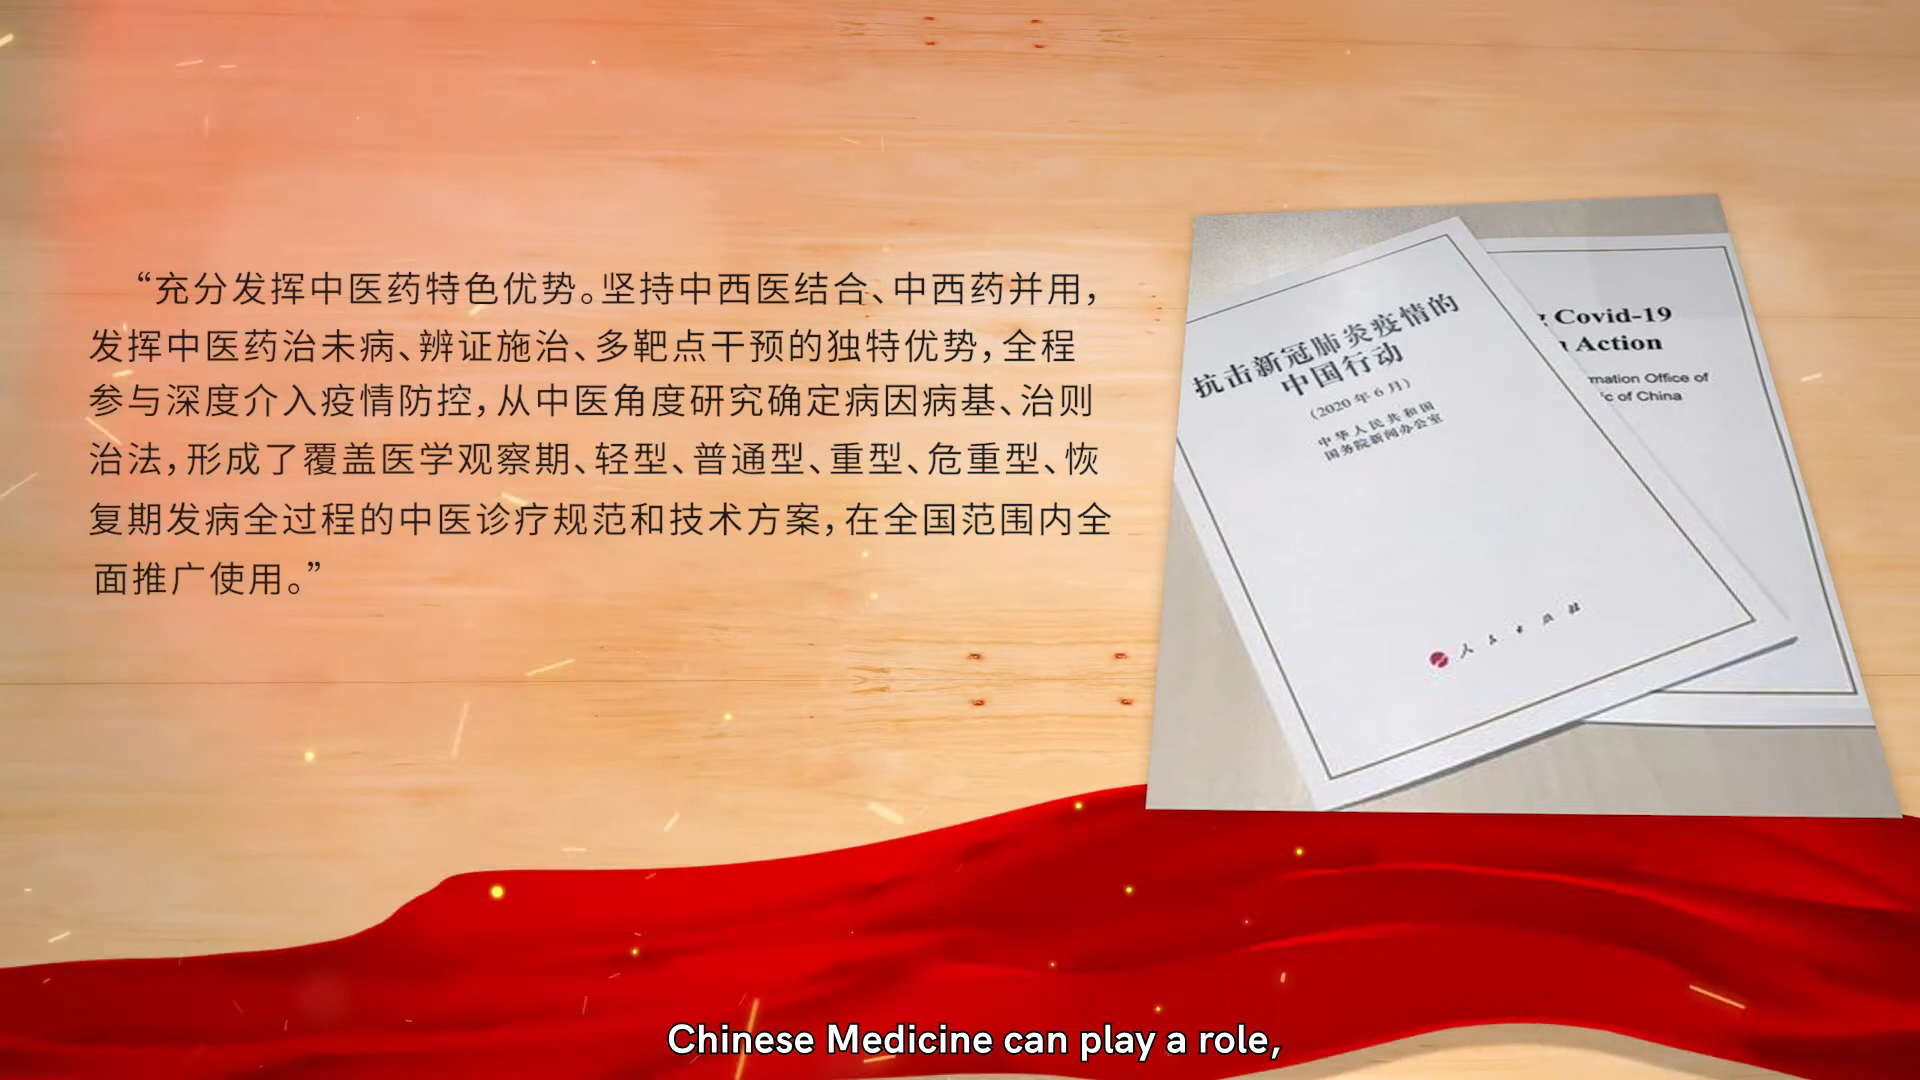 “充分发挥中医药特色优势。坚持中西医结合、中西药并用，
发挥中医药治未病、辨证施治、多靶点干预的独特优势，全程
参与深度介入疫情防控，从中医角度研究确定病因病基、治则
治法，形成了覆盖医学观察期、轻型、普通型、重型、危重型、恢
复期发病全过程的中医诊疗规范和技术方案，在全国范围内全
面推广使用。”
抗击新冠肺炎疫情的
中国行动
（2020年6月）
中华人民共和国
国务院新闻办公室
人民出版社
Covid-19
Action
Office of
of China
Chinese Medicine can play a role,